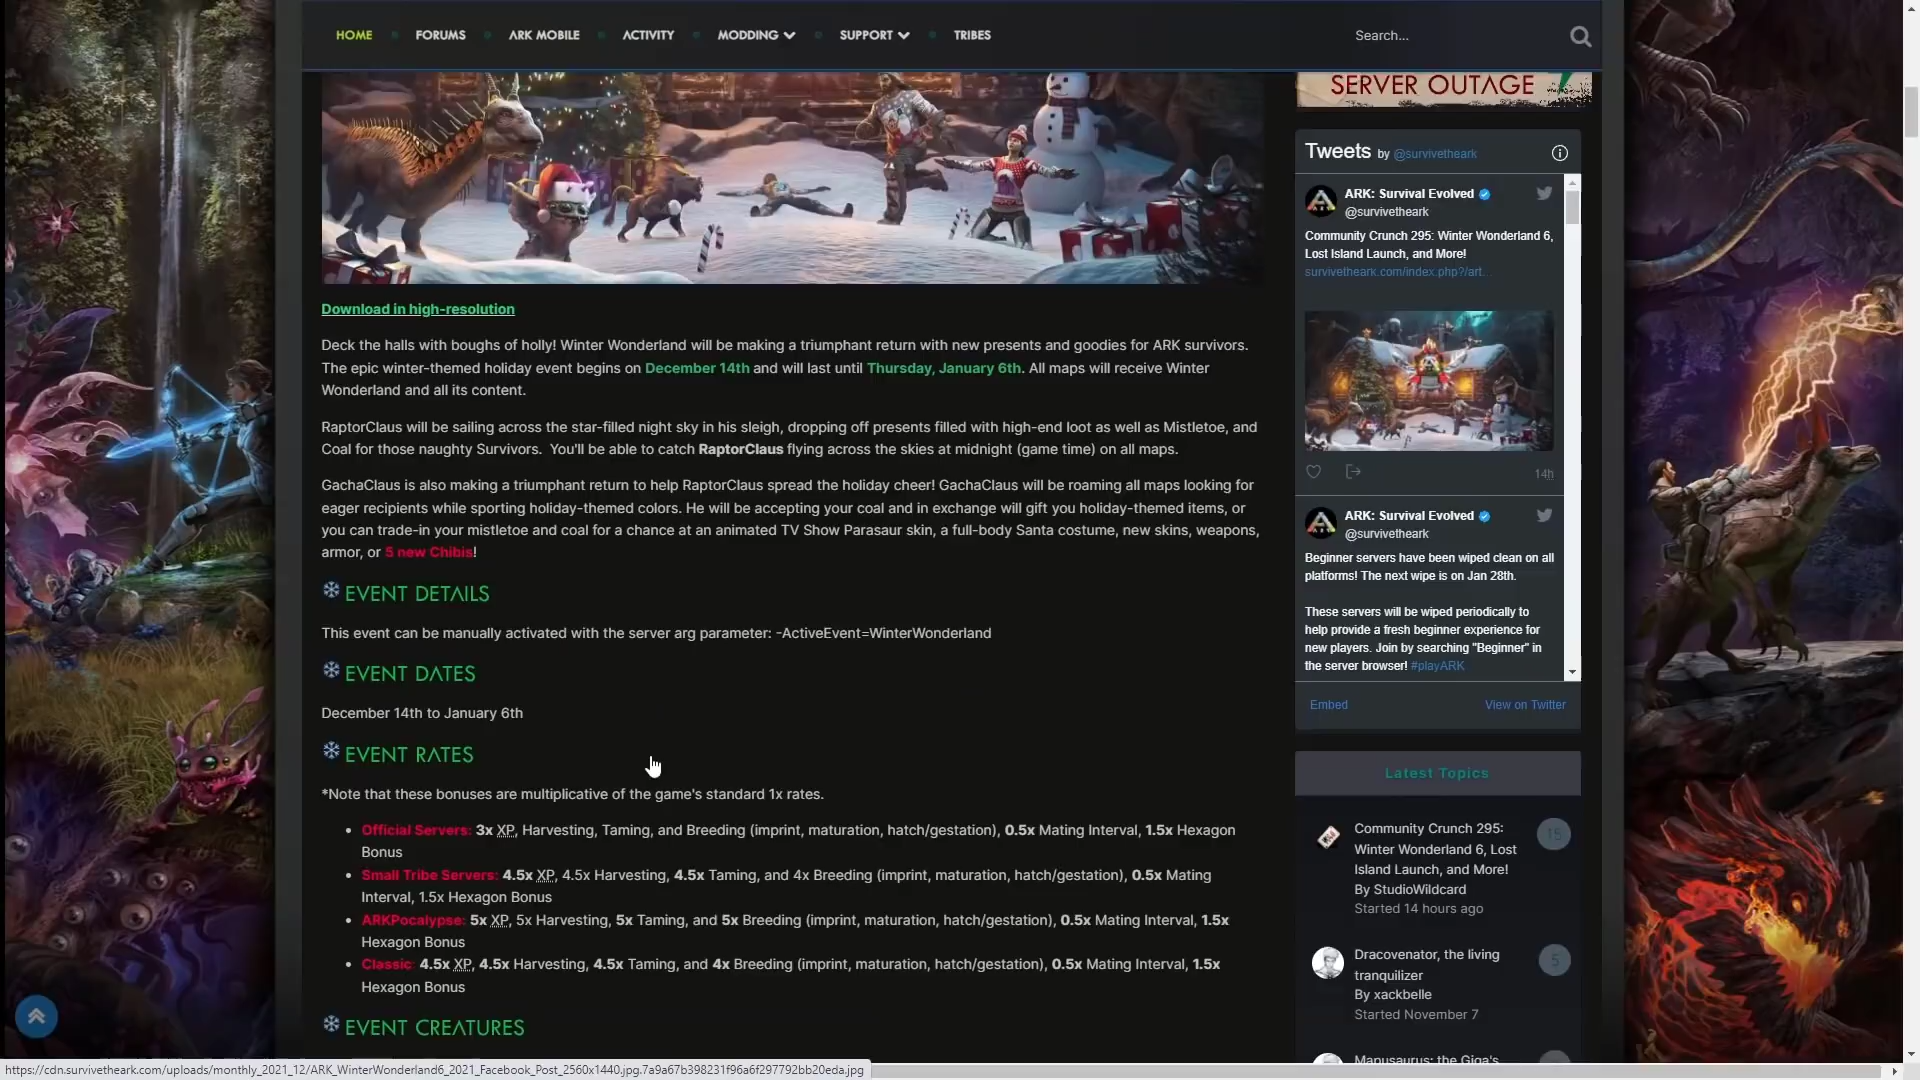 HOME
FORUMS
ARK MOBILE
ACTIVITY
MODDING
SUPPORT
TRIBES
Search...
SERVER OUTAGE
Download in high-resolution
Deck the halls with boughs of holly! Winter Wonderland will be making a triumphant return with new presents and goodies for ARK survivors.
The epic winter-themed holiday event begins on December 14th and will last until Thursday, January 6th. All maps will receive Winter
Wonderland and all its content.
RaptorClaus will be sailing across the star-filled night sky in his sleigh, dropping off presents filled with high-end loot as well as Mistletoe, and
Coal for those naughty Survivors. You'll be able to catch RaptorClaus flying across the skies at midnight (game time) on all maps.
GachaClaus is also making a triumphant return to help RaptorClaus spread the holiday cheer! GachaClaus will be roaming all maps looking for
eager recipients while sporting holiday-themed colors. He will be accepting your coal and in exchange will gift you holiday-themed items, or
you can trade-in your mistletoe and coal for a chance at an animated TV Show Parasaur skin, a full-body Santa costume, new skins, weapons,
armor, or 5 new Chibis!
EVENT DETAILS
This event can be manually activated with the server arg parameter: -ActiveEvent=WinterWonderland
EVENT DATES
December 14th to January 6th
EVENT RATES
*Note that these bonuses are multiplicative of the game's standard 1x rates.
• Official Servers: 3x XP, Harvesting, Taming, and Breeding (imprint, maturation, hatch/gestation), 0.5x Mating Interval, 1.5x Hexagon
Bonus
• Small Tribe Servers: 4.5x XP, 4.5x Harvesting, 4.5x Taming, and 4x Breeding (imprint, maturation, hatch/gestation), 0.5x Mating
Interval, 1.5x Hexagon Bonus
• ARKPocalypse: 5x XP, 5x Harvesting, 5x Taming, and 5x Breeding (imprint, maturation, hatch/gestation), 0.5x Mating Interval, 1.5x
Hexagon Bonus
• Classic: 4.5x XP, 4.5x Harvesting, 4.5x Taming, and 4x Breeding (imprint, maturation, hatch/gestation), 0.5x Mating Interval, 1.5x
Hexagon Bonus
EVENT CREATURES
Tweets by @survivetheark
ARK: Survival Evolved
@survivetheark
Community Crunch 295: Winter Wonderland 6,
Lost Island Launch, and More!
survivetheark.com/index.php?/art…
14h
ARK: Survival Evolved
@survivetheark
Beginner servers have been wiped clean on all
platforms! The next wipe is on Jan 28th.
These servers will be wiped periodically to
help provide a fresh beginner experience for
new players. Join by searching "Beginner" in
the server browser! #playARK
Embed
View on Twitter
Latest Topics
Community Crunch 295:
Winter Wonderland 6, Lost
Island Launch, and More!
By StudioWildcard
Started 14 hours ago
15
Dracovenator, the living
tranquilizer
By xackbelle
Started November 7
5
Mapusaurus: the Giga's
https://cdn.survivetheark.com/uploads/monthly_2021_12/ARK_WinterWonderland6_2021_Facebook_Post_2560x1440.jpg.7a9a67b398231f96a6f297792bb20eda.jpg